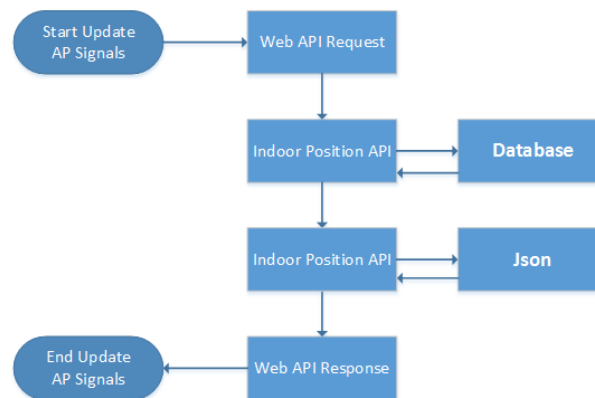 Start Update
AP Signals
Web API Request
Indoor Position API
Database
Indoor Position API
Json
End Update
AP Signals
Web API Response